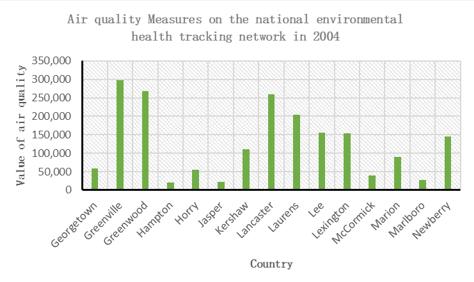 Air quality Measures on the national environmental
health tracking network in 2004
350,000
300,000
250,000
200,000
150,000
100,000
50,000
0
Value of air quality
Georgetown
Greenville
Greenwood
Hampton
Horry
Jasper
Kershaw
Lancaster
Laurens
Lee
Lexington
McCormick
Marion
Marlboro
Newberry
Country